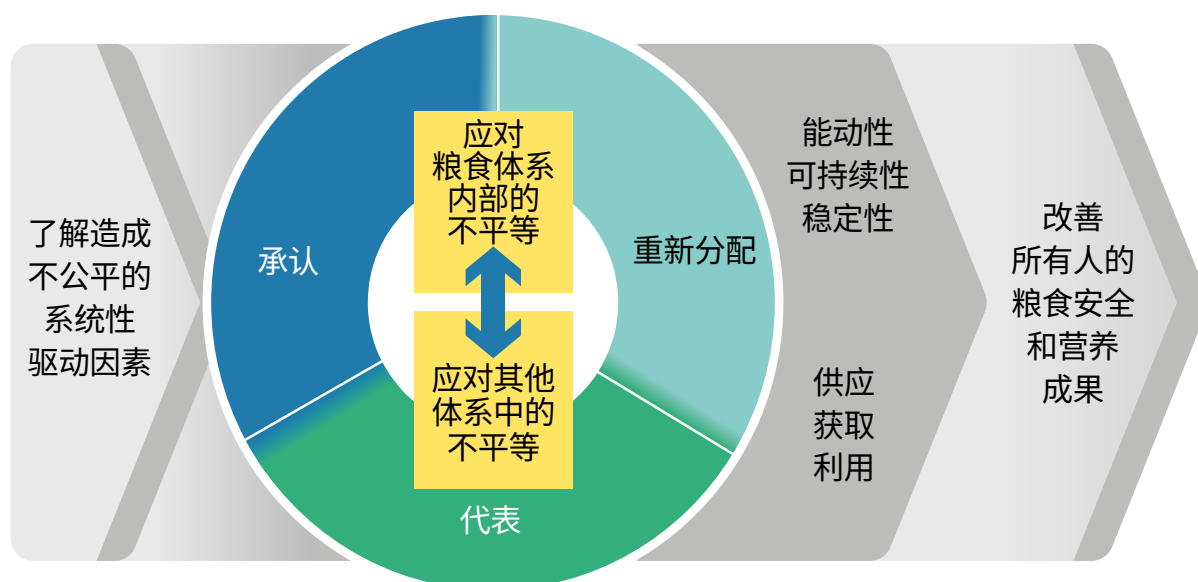 了解造成
不公平的
系统性
驱动因素
承认
应对
粮食体系
内部的
不平等
应对其他
体系中的
不平等
重新分配
代表
能动性
可持续性
稳定性
供应
获取
利用
改善
所有人的
粮食安全
和营养
成果